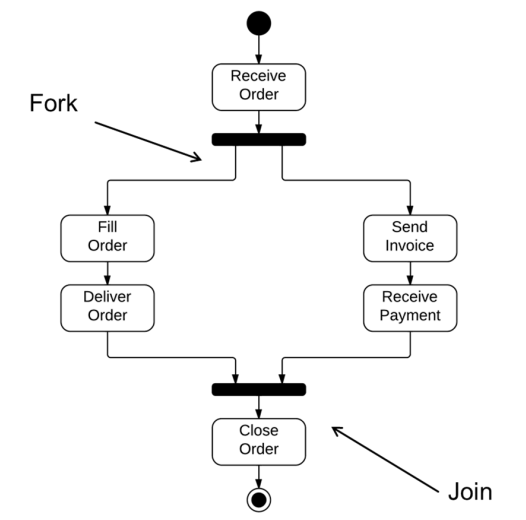 Receive
Order
Fork
Fill
Order
Send
Invoice
Deliver
Order
Receive
Payment
Close
Order
Join